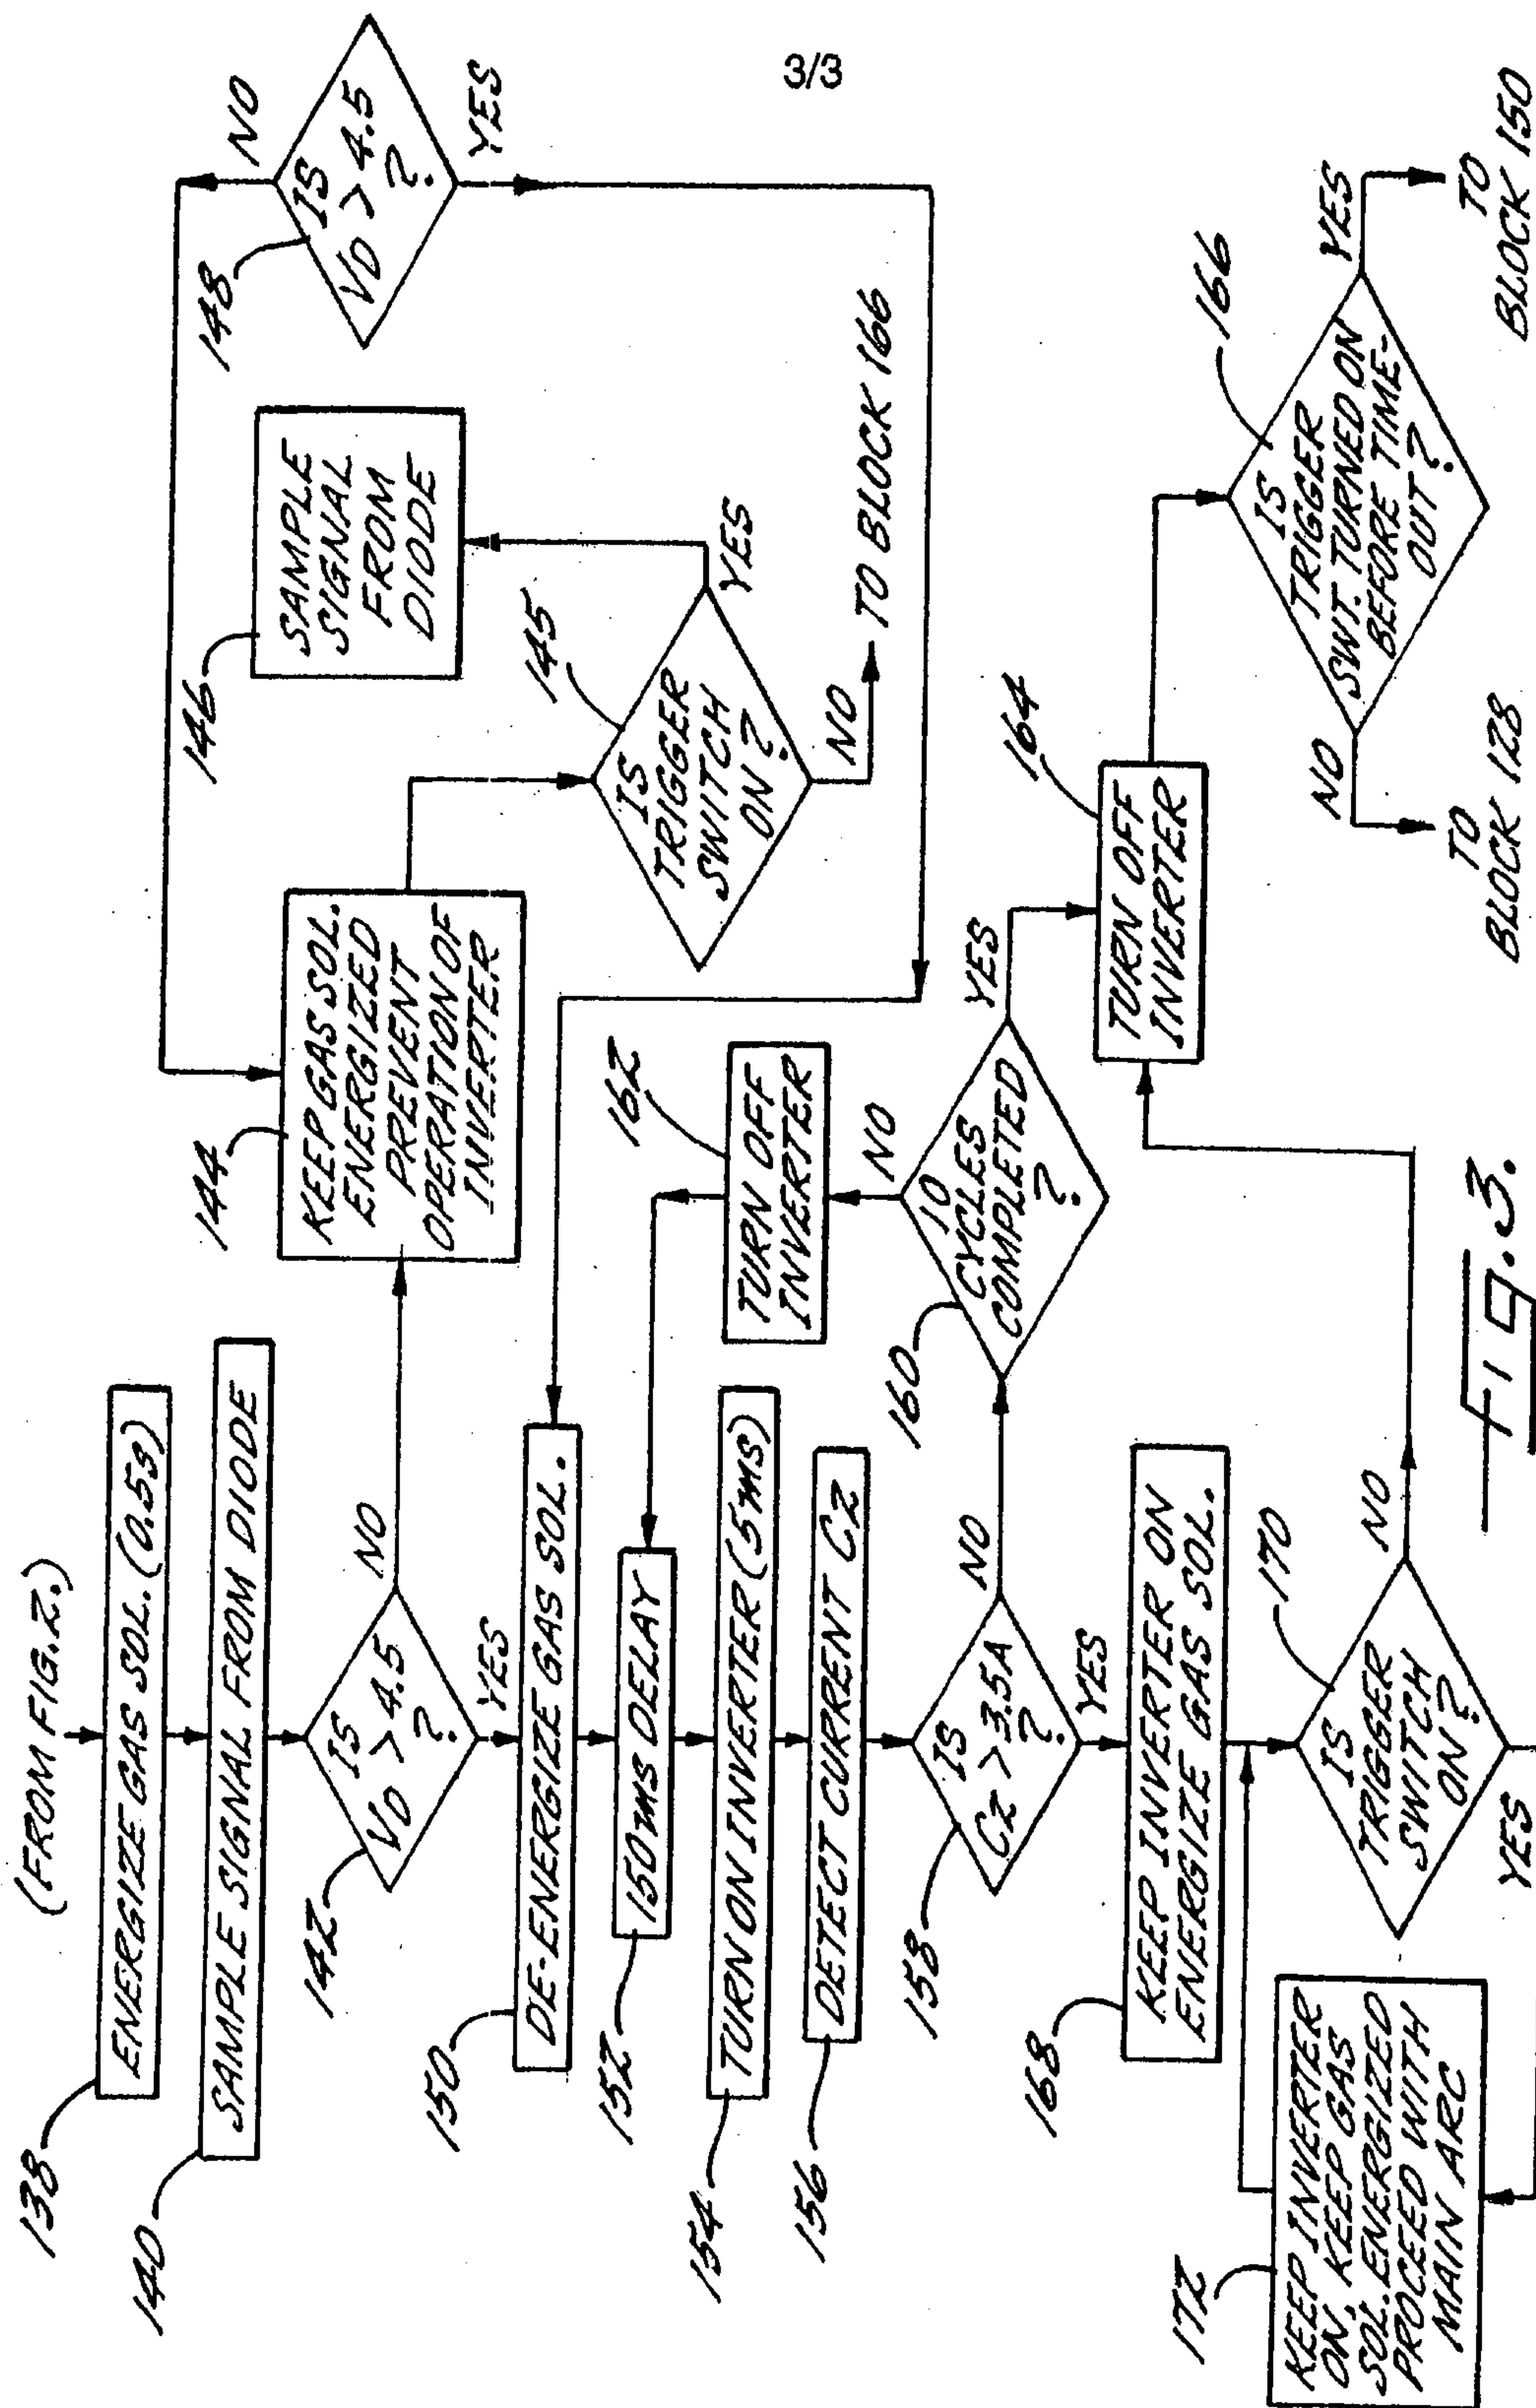 3/3
(FROM FIG.2.)
138
ENERGIZE GAS SOL. (0.5s)
140
SAMPLE SIGNAL FROM DIODE
142
IS
VD > 4.5
?
NO
YES
144
KEEP GAS SOL.
ENERGIZED
PREVENT
OPERATION OF
INVERTER
145
IS
TRIGGER
SWITCH
ON?
YES
NO
TO BLOCK 166
146
SAMPLE
SIGNAL
FROM
DIODE
148
IS
VD > 4.5
?
NO
YES
150
DE-ENERGIZE GAS SOL.
152
150ms DELAY
154
TURN ON INVERTER (5ms)
156
DETECT CURRENT C2
158
IS
C2 > 3.5A
?
NO
YES
160
10
CYCLES
COMPLETED
?
NO
YES
162
TURN OFF
INVERTER
164
TURN OFF
INVERTER
166
IS
TRIGGER
SWT. TURNED ON
BEFORE TIME-
OUT?
NO
TO
BLOCK 128
YES
TO
BLOCK 150
168
KEEP INVERTER ON
ENERGIZE GAS SOL.
170
IS
TRIGGER
SWITCH
ON?
NO
YES
172
KEEP INVERTER
ON, KEEP GAS
SOL. ENERGIZED
PROCEED WITH
MAIN ARC
Fig.3.